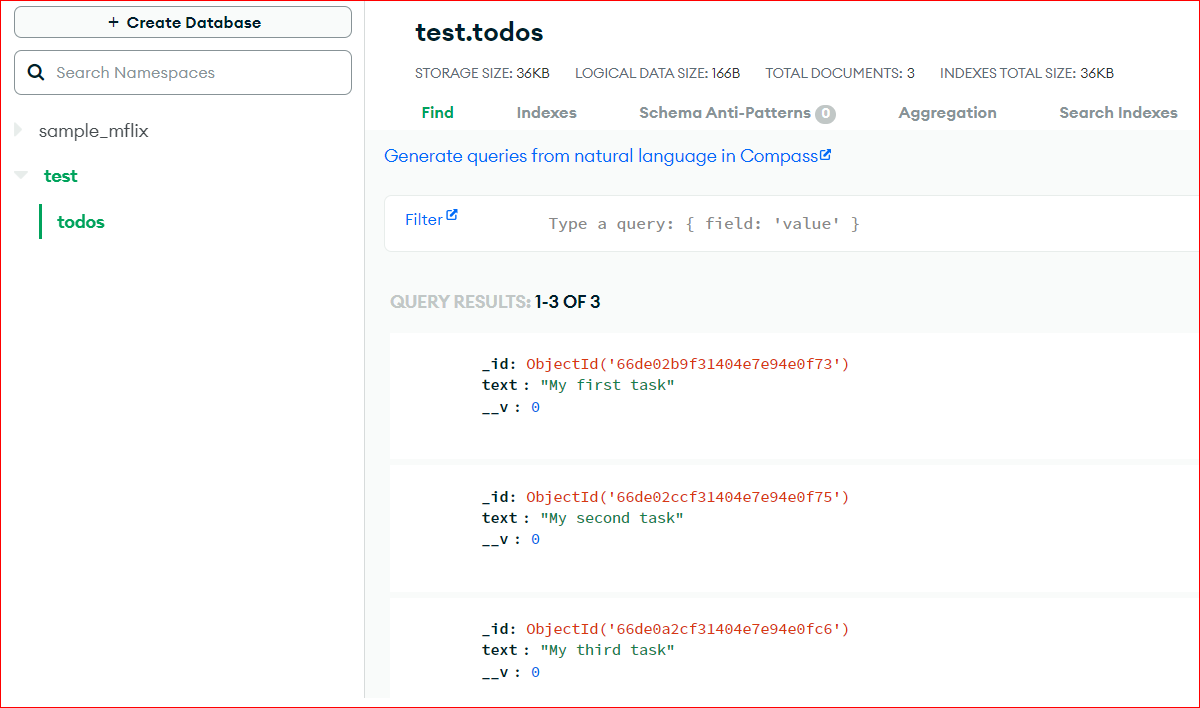 + Create Database
Search Namespaces
sample_mflix
test
todos
test.todos
STORAGE SIZE: 36KB LOGICAL DATA SIZE: 166B TOTAL DOCUMENTS: 3 INDEXES TOTAL SIZE: 36KB
Find Indexes Schema Anti-Patterns 0 Aggregation Search Indexes
Generate queries from natural language in Compass
Filter Type a query: { field: 'value' }
QUERY RESULTS: 1-3 OF 3
_id: ObjectId('66de02b9f31404e7e94e0f73')
text : "My first task"
__v : 0
_id: ObjectId('66de02ccf31404e7e94e0f75')
text : "My second task"
__v : 0
_id: ObjectId('66de0a2cf31404e7e94e0fc6')
text : "My third task"
__v : 0